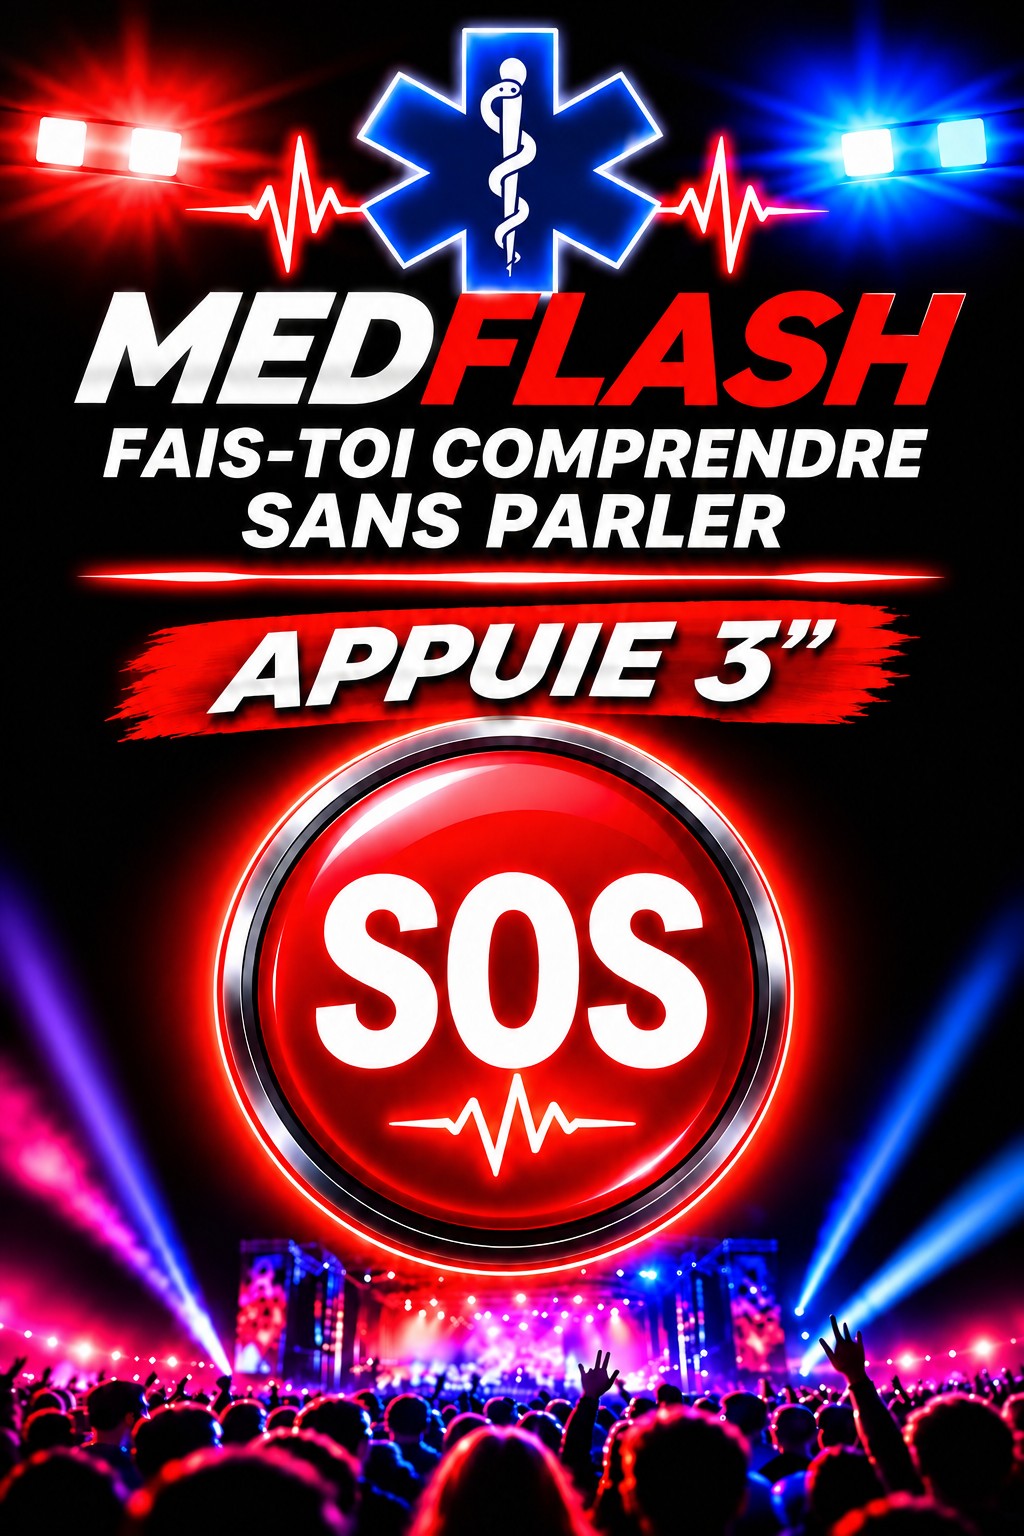 MEDFLASH
FAIS-TOI COMPRENDRE
SANS PARLER
APPUIE 3”
SOS